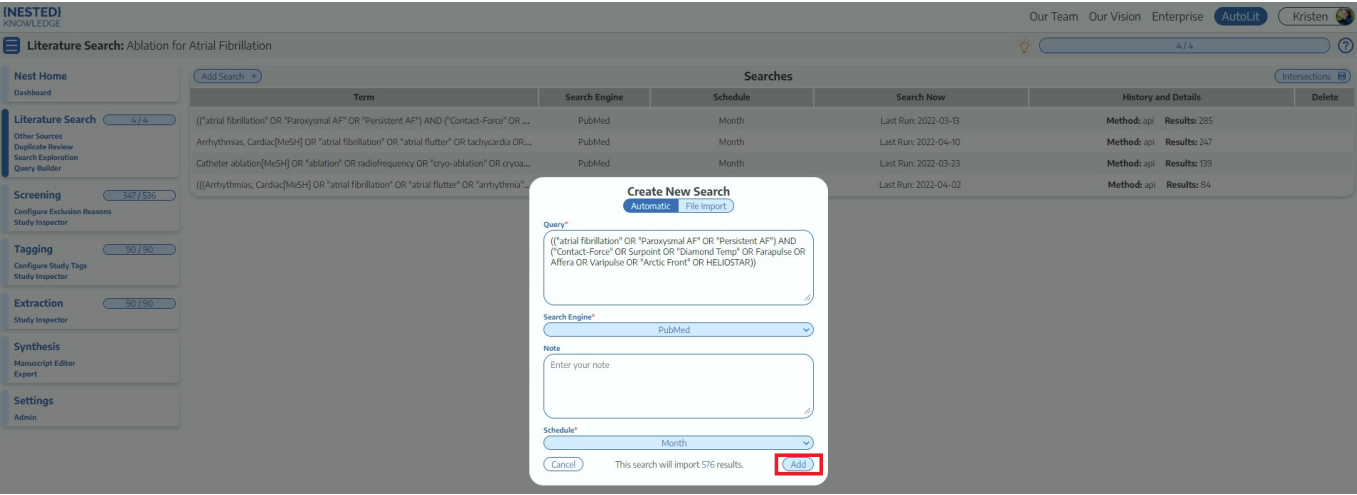 {NESTED}
KNOWLEDGE
Our Team Our Vision Enterprise AutoLit Kristen
Literature Search: Ablation for Atrial Fibrillation
4/4
?
Nest Home
Dashboard
Literature Search 4/4
Other Sources
Duplicate Review
Search Exploration
Query Builder
Screening 347/536
Configure Exclusion Reasons
Study Inspector
Tagging 90/90
Configure Study Tags
Study Inspector
Extraction 90/90
Study Inspector
Synthesis
Manuscript Editor
Export
Settings
Admin
Add Search +
Searches
Intersections
Term Search Engine Schedule Search Now History and Details Delete
(("atrial fibrillation" OR "Paroxysmal AF" OR "Persistent AF") AND ("Contact-Force" OR ... PubMed Month Last Run: 2022-03-13 Method: api Results: 285
Arrhythmias, Cardiac[MeSH] OR "atrial fibrillation" OR "atrial flutter" OR tachycardia OR... PubMed Month Last Run: 2022-04-10 Method: api Results: 247
Catheter ablation[MeSH] OR "ablation" OR radiofrequency OR "cryo-ablation" OR cryoa... PubMed Month Last Run: 2022-03-23 Method: api Results: 139
(((Arrhythmias, Cardiac[MeSH] OR "atrial fibrillation" OR "atrial flutter" OR "arrhythmia"... Last Run: 2022-04-02 Method: api Results: 84
Create New Search
Automatic File Import
Query*
(("atrial fibrillation" OR "Paroxysmal AF" OR "Persistent AF") AND
("Contact-Force" OR Surpoint OR "Diamond Temp" OR Farapulse OR
Affera OR Varipulse OR "Arctic Front" OR HELIOSTAR))
Search Engine*
PubMed
Note
Enter your note
Schedule*
Month
Cancel This search will import 576 results. Add